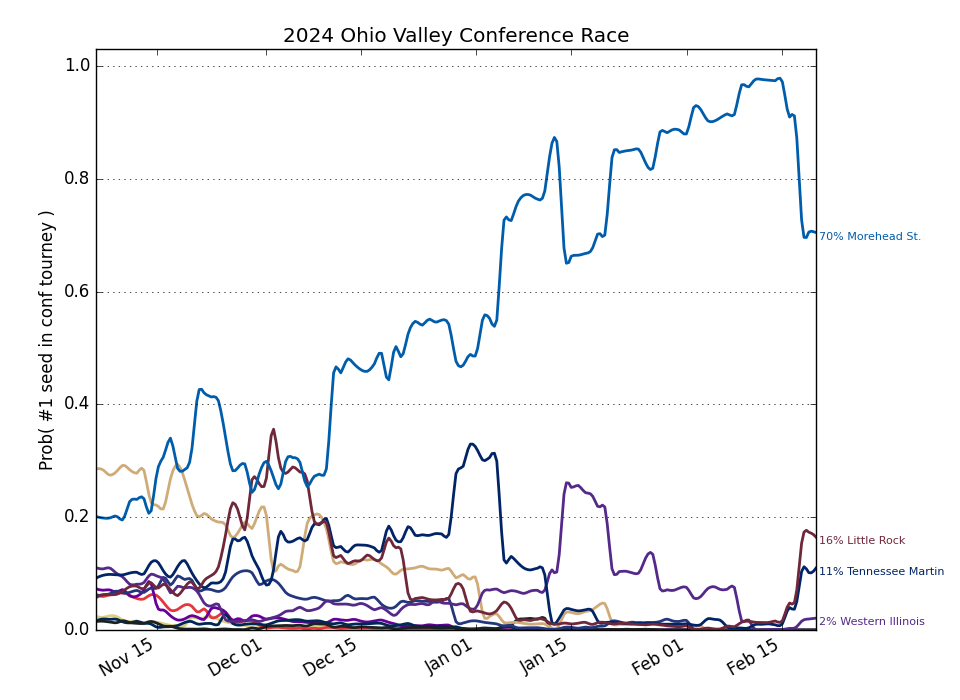 2024 Ohio Valley Conference Race
Prob( #1 seed in conf tourney )
1.0
0.8
0.6
0.4
0.2
0.0
70% Morehead St.
16% Little Rock
11% Tennessee Martin
2% Western Illinois
Nov 15
Dec 01
Dec 15
Jan 01
Jan 15
Feb 01
Feb 15